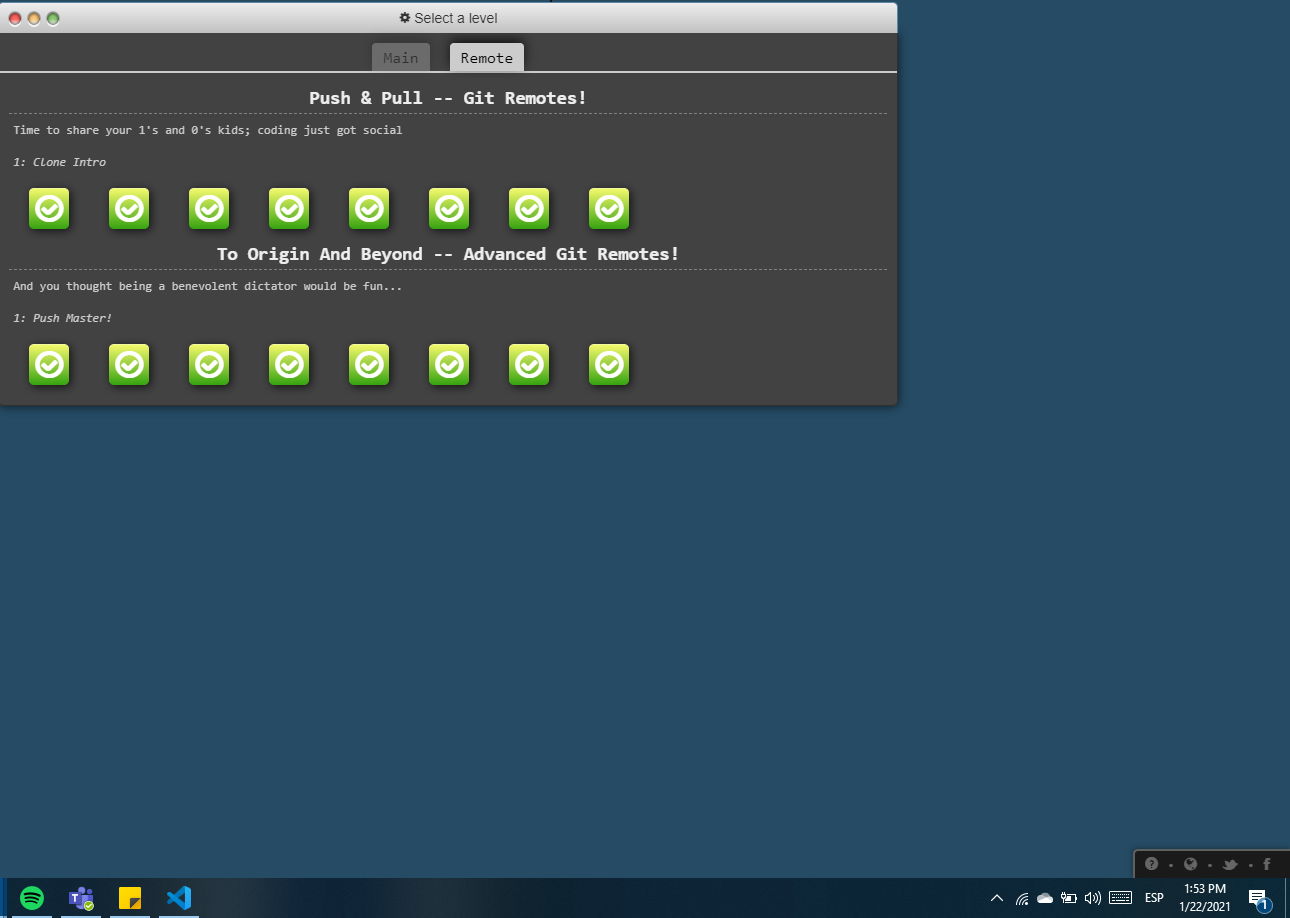 Select a level
Main
Remote
Push & Pull -- Git Remotes!
Time to share your 1's and 0's kids; coding just got social
1: Clone Intro
To Origin And Beyond -- Advanced Git Remotes!
And you thought being a benevolent dictator would be fun...
1: Push Master!
ESP
1:53 PM
1/22/2021
1